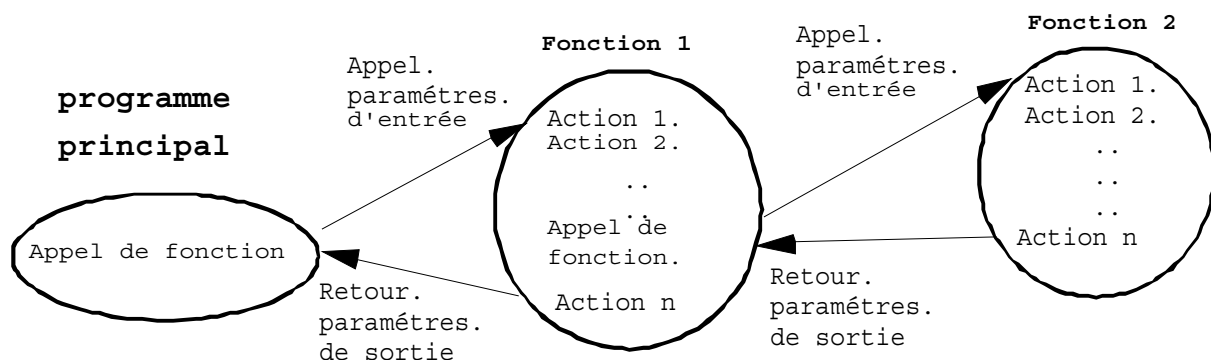 programme
principal
Appel de fonction
Appel.
paramétres.
d'entrée
Retour.
paramétres.
de sortie
Fonction 1
Action 1.
Action 2.
..
..
Appel de
fonction.
Action n
Appel.
paramétres.
d'entrée
Retour.
paramétres.
de sortie
Fonction 2
Action 1.
Action 2.
..
..
..
Action n